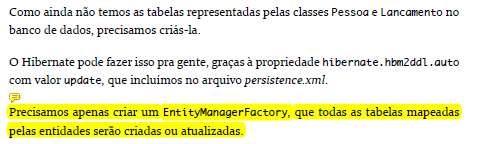 Como ainda não temos as tabelas representadas pelas classes Pessoa e Lancamento no
banco de dados, precisamos criás-la.
O Hibernate pode fazer isso pra gente, graças à propriedade hibernate.hbm2ddl.auto
com valor update, que incluímos no arquivo persistence.xml.
Precisamos apenas criar um EntityManagerFactory, que todas as tabelas mapeadas
pelas entidades serão criadas ou atualizadas.